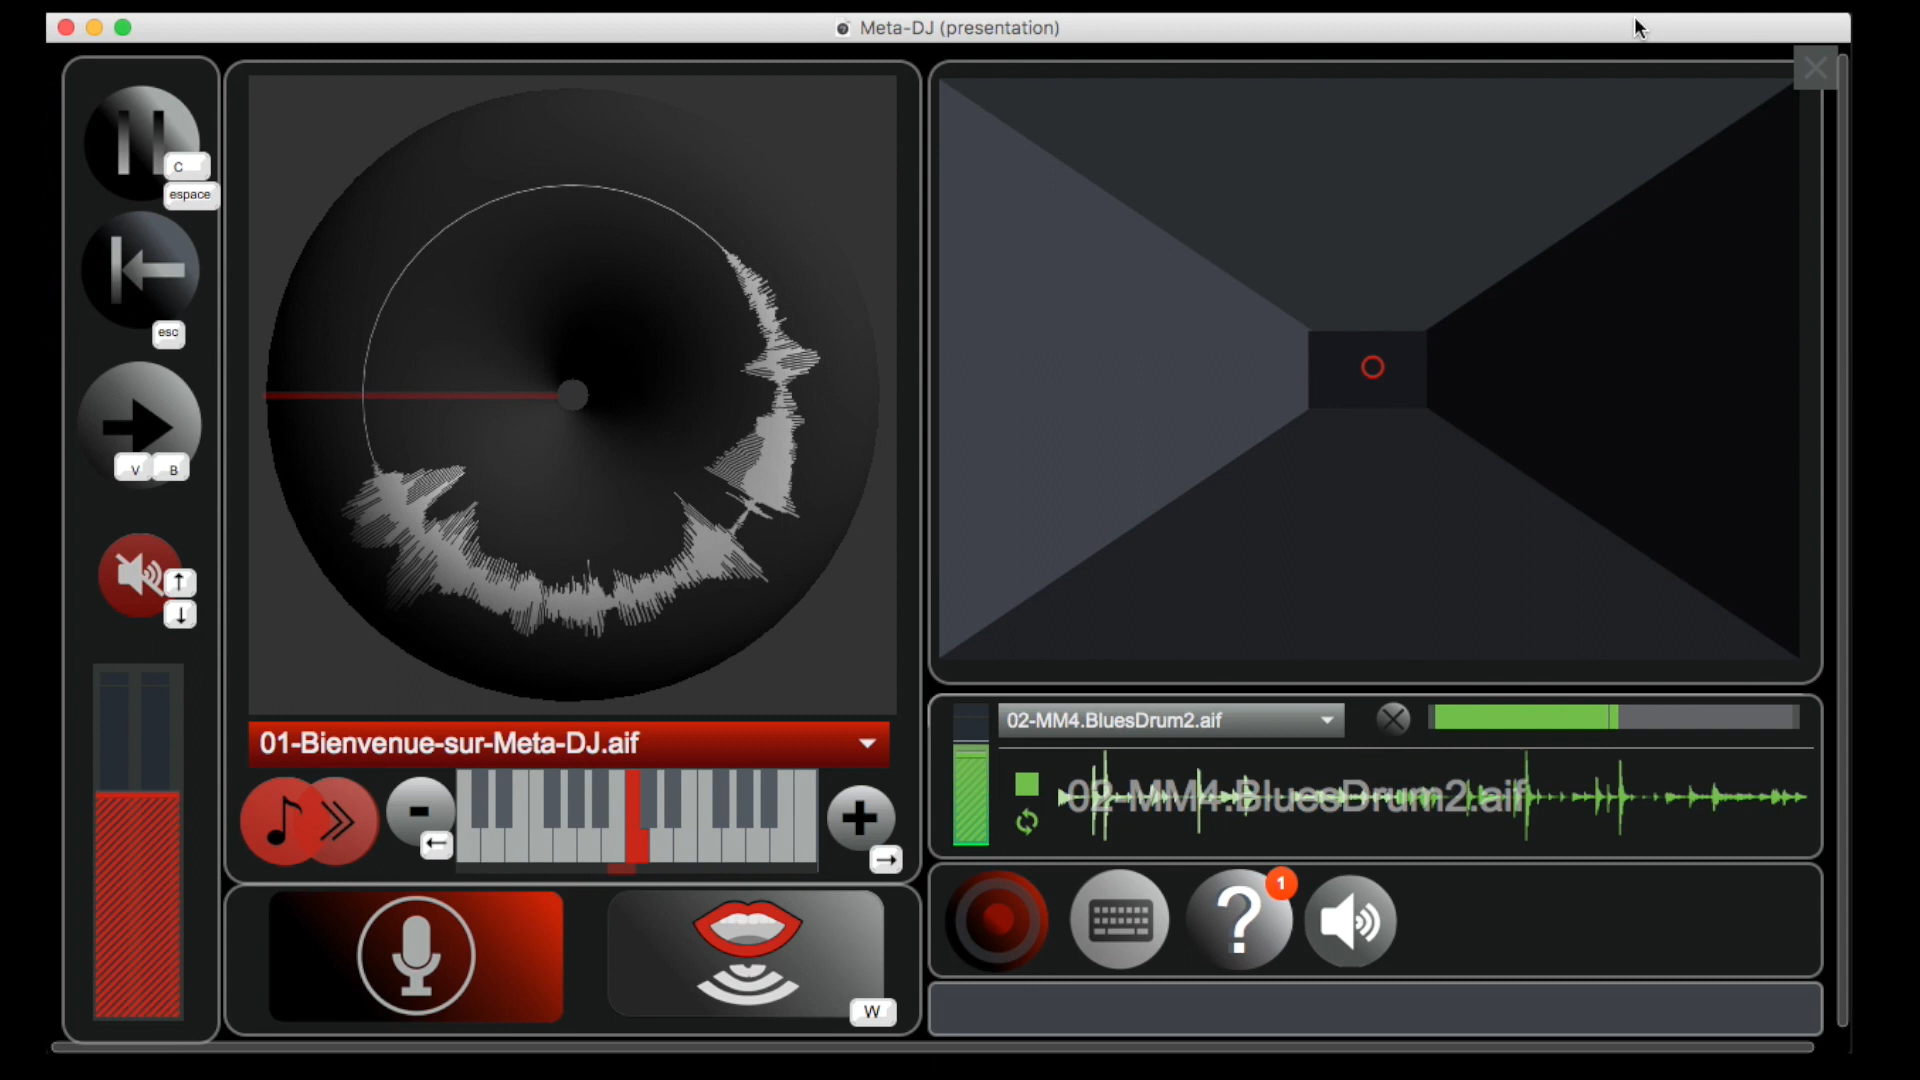 Meta-DJ (presentation)
C
espace
esc
V
B
↑
↓
01-Bienvenue-sur-Meta-DJ.aif
-
←
+
→
W
02-MM4.BluesDrum2.aif
02-MM4.BluesDrum2.aif
?
1